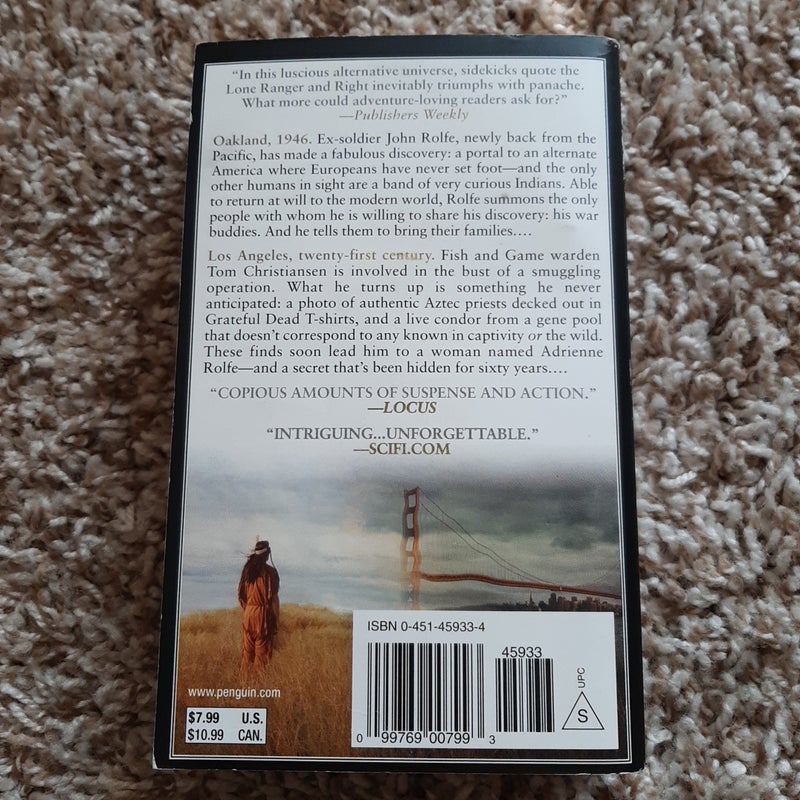 “In this luscious alternative universe, sidekicks quote the
Lone Ranger and Right inevitably triumphs with panache.
What more could adventure-loving readers ask for?”
—Publishers Weekly
Oakland, 1946. Ex-soldier John Rolfe, newly back from the
Pacific, has made a fabulous discovery: a portal to an alternate
America where Europeans have never set foot—and the only
other humans in sight are a band of very curious Indians. Able
to return at will to the modern world, Rolfe summons the only
people with whom he is willing to share his discovery: his war
buddies. And he tells them to bring their families....
Los Angeles, twenty-first century. Fish and Game warden
Tom Christiansen is involved in the bust of a smuggling
operation. What he turns up is something he never
anticipated: a photo of authentic Aztec priests decked out in
Grateful Dead T-shirts, and a live condor from a gene pool
that doesn’t correspond to any known in captivity or the wild.
These finds soon lead him to a woman named Adrienne
Rolfe—and a secret that’s been hidden for sixty years....
“COPIOUS AMOUNTS OF SUSPENSE AND ACTION.”
—LOCUS
“INTRIGUING...UNFORGETTABLE.”
—SCIFI.COM
www.penguin.com
$7.99 U.S.
$10.99 CAN.
ISBN 0-451-45933-4
45933
0 99769 00799 3
UPC
S